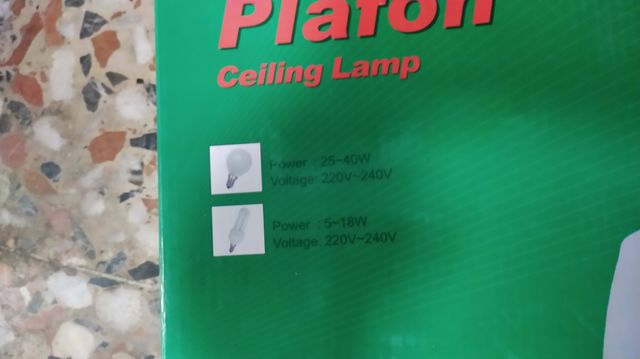 Plafon
Ceiling Lamp
Power : 25~40W
Voltage: 220V~240V
Power : 5~18W
Voltage: 220V~240V